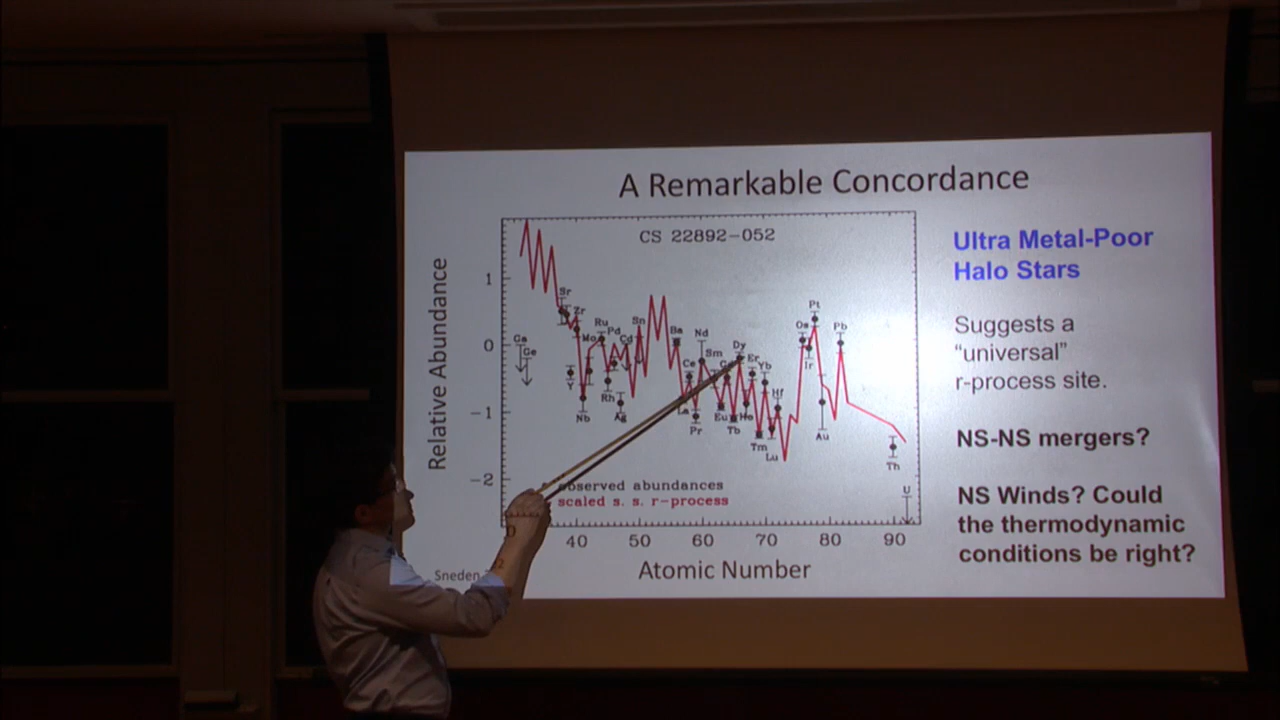 A Remarkable Concordance
CS 22892-052
Relative Abundance
1
0
-1
-2
Ga
Ge
Sr
Y
Zr
Nb
Mo
Ru
Rh
Pd
Ag
Cd
Sn
Ba
La
Ce
Pr
Nd
Sm
Eu
Tb
Dy
Ho
Er
Tm
Yb
Lu
Hf
Os
Ir
Pt
Au
Pb
Th
U
observed abundances
scaled s. s. r-process
40 50 60 70 80 90
Atomic Number
Sneden
Ultra Metal-Poor
Halo Stars
Suggests a
"universal"
r-process site.
NS-NS mergers?
NS Winds? Could
the thermodynamic
conditions be right?